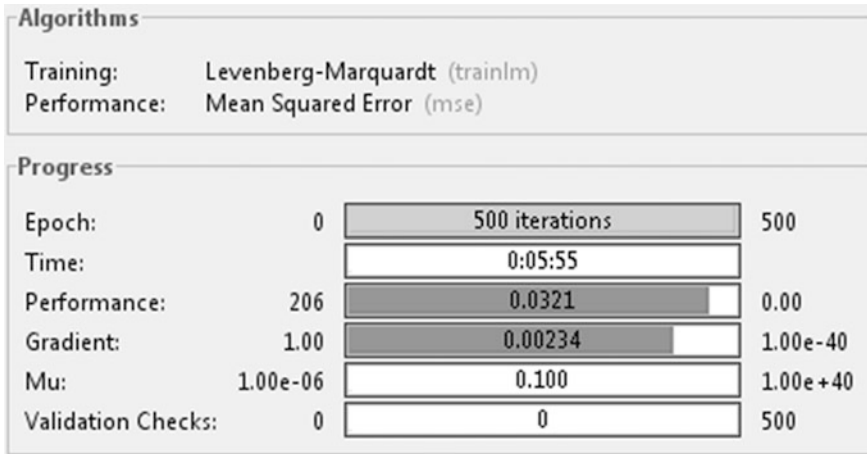 Algorithms
Training: Levenberg-Marquardt (trainlm)
Performance: Mean Squared Error (mse)
Progress
Epoch: 0 500 iterations 500
Time: 0:05:55
Performance: 206 0.0321 0.00
Gradient: 1.00 0.00234 1.00e-40
Mu: 1.00e-06 0.100 1.00e+40
Validation Checks: 0 0 500